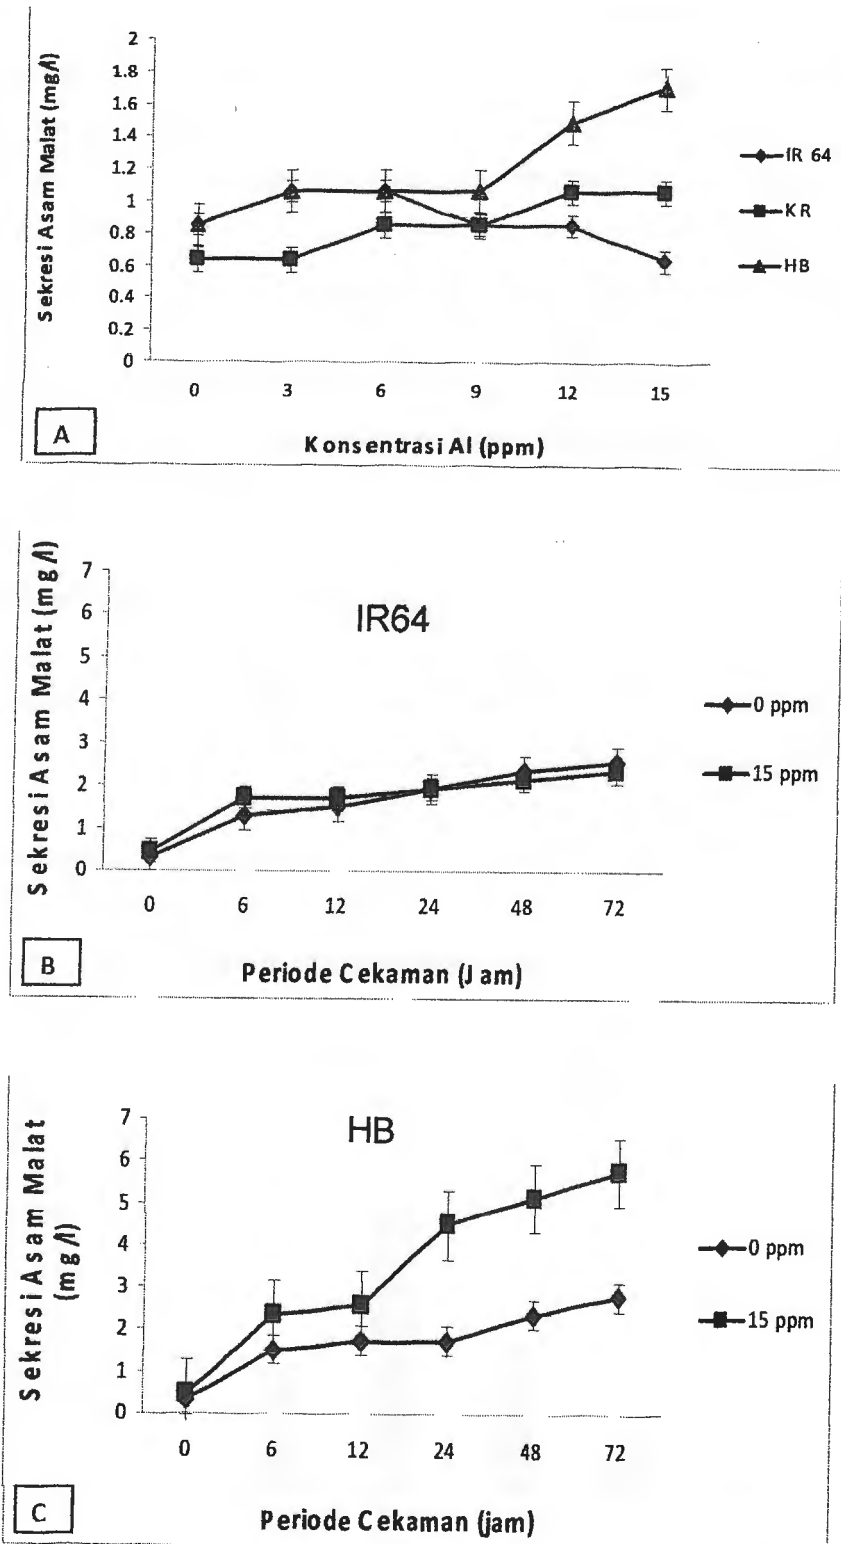 Sekresi Asam Malat (mg/l)
2
1.8
1.6
1.4
1.2
1
0.8
0.6
0.4
0.2
0
0 3 6 9 12 15
Konsentrasi Al (ppm)
IR 64
KR
HB
A
Sekresi Asam Malat (mg/l)
7
6
5
4
3
2
1
0
IR64
0 6 12 24 48 72
Periode Cekaman (Jam)
0 ppm
15 ppm
B
Sekresi Asam Malat
(mg/l)
7
6
5
4
3
2
1
0
HB
0 6 12 24 48 72
Periode Cekaman (jam)
0 ppm
15 ppm
C